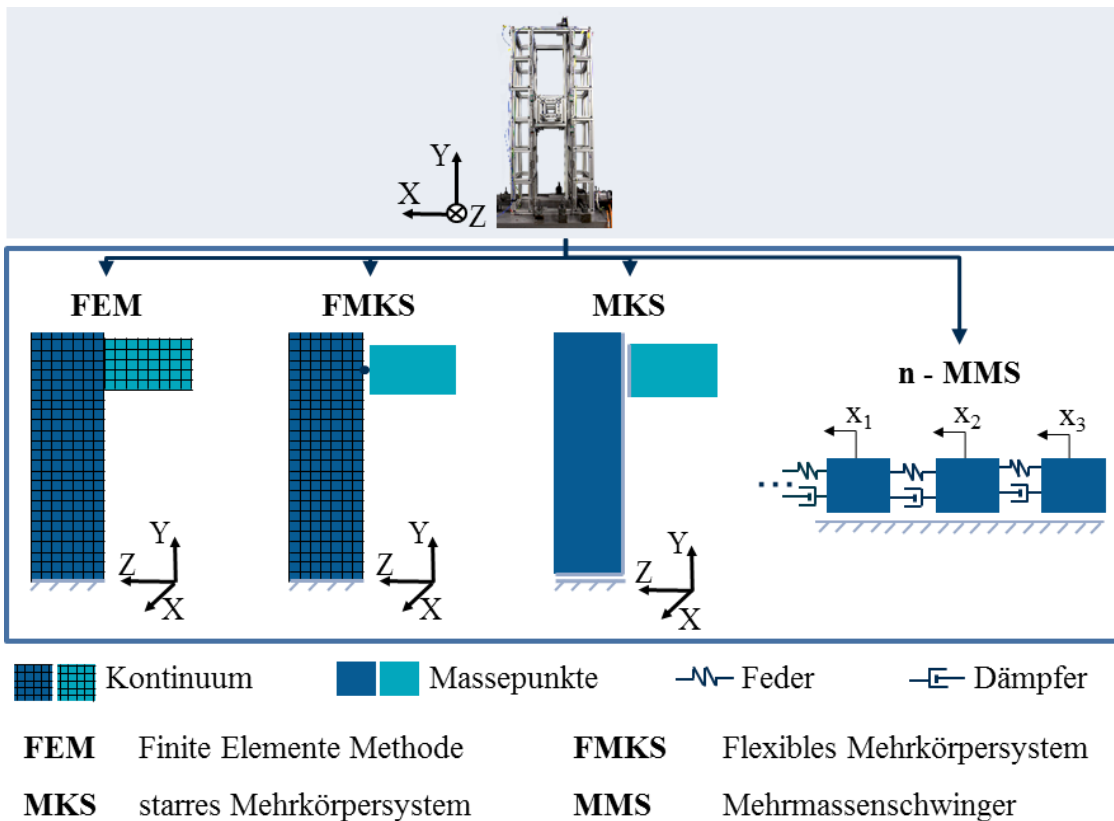 Y
X
Z
FEM
FMKS
MKS
n - MMS
x1
x2
x3
...
Y
Z
X
Y
Z
X
Y
Z
X
Kontinuum
Massepunkte
Feder
Dämpfer
FEM Finite Elemente Methode
FMKS Flexibles Mehrkörpersystem
MKS starres Mehrkörpersystem
MMS Mehrmassenschwinger